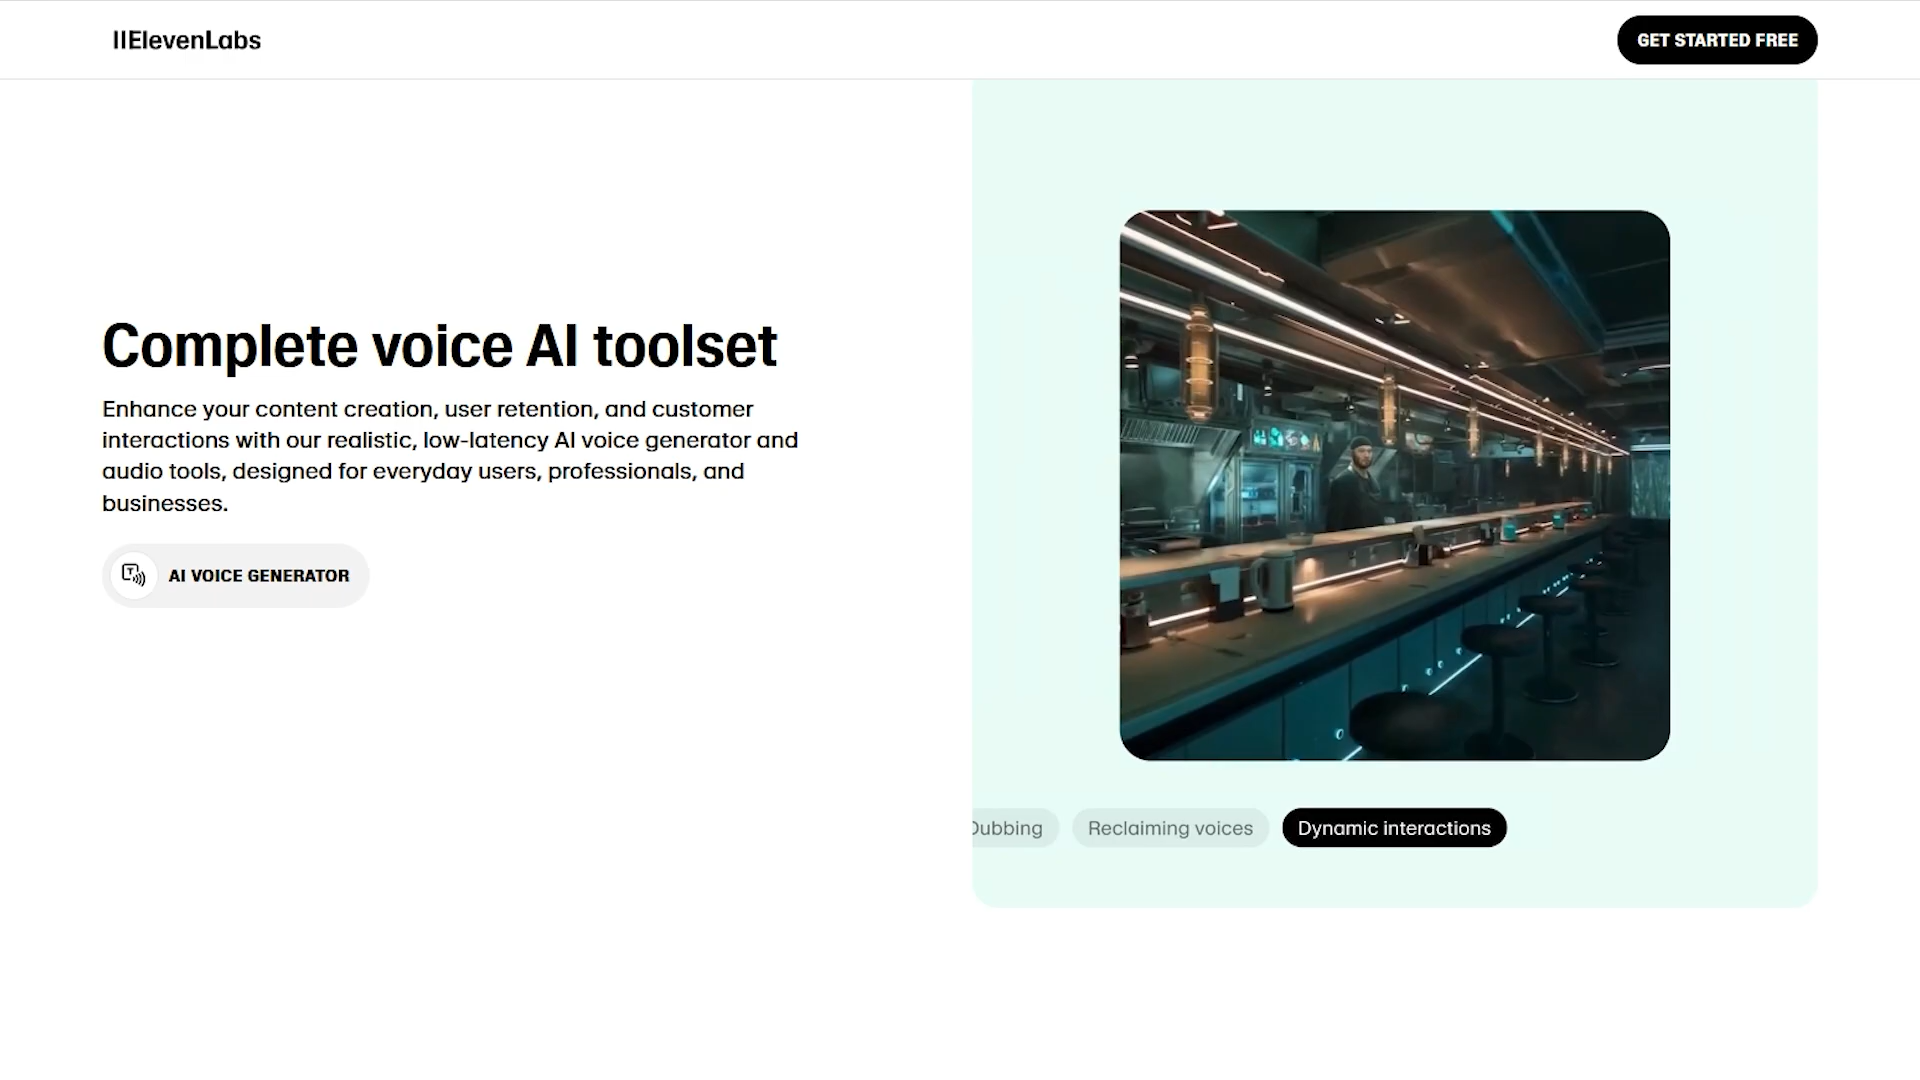 IIElevenLabs
GET STARTED FREE
Complete voice AI toolset
Enhance your content creation, user retention, and customer
interactions with our realistic, low-latency AI voice generator and
audio tools, designed for everyday users, professionals, and
businesses.
AI VOICE GENERATOR
Dubbing
Reclaiming voices
Dynamic interactions